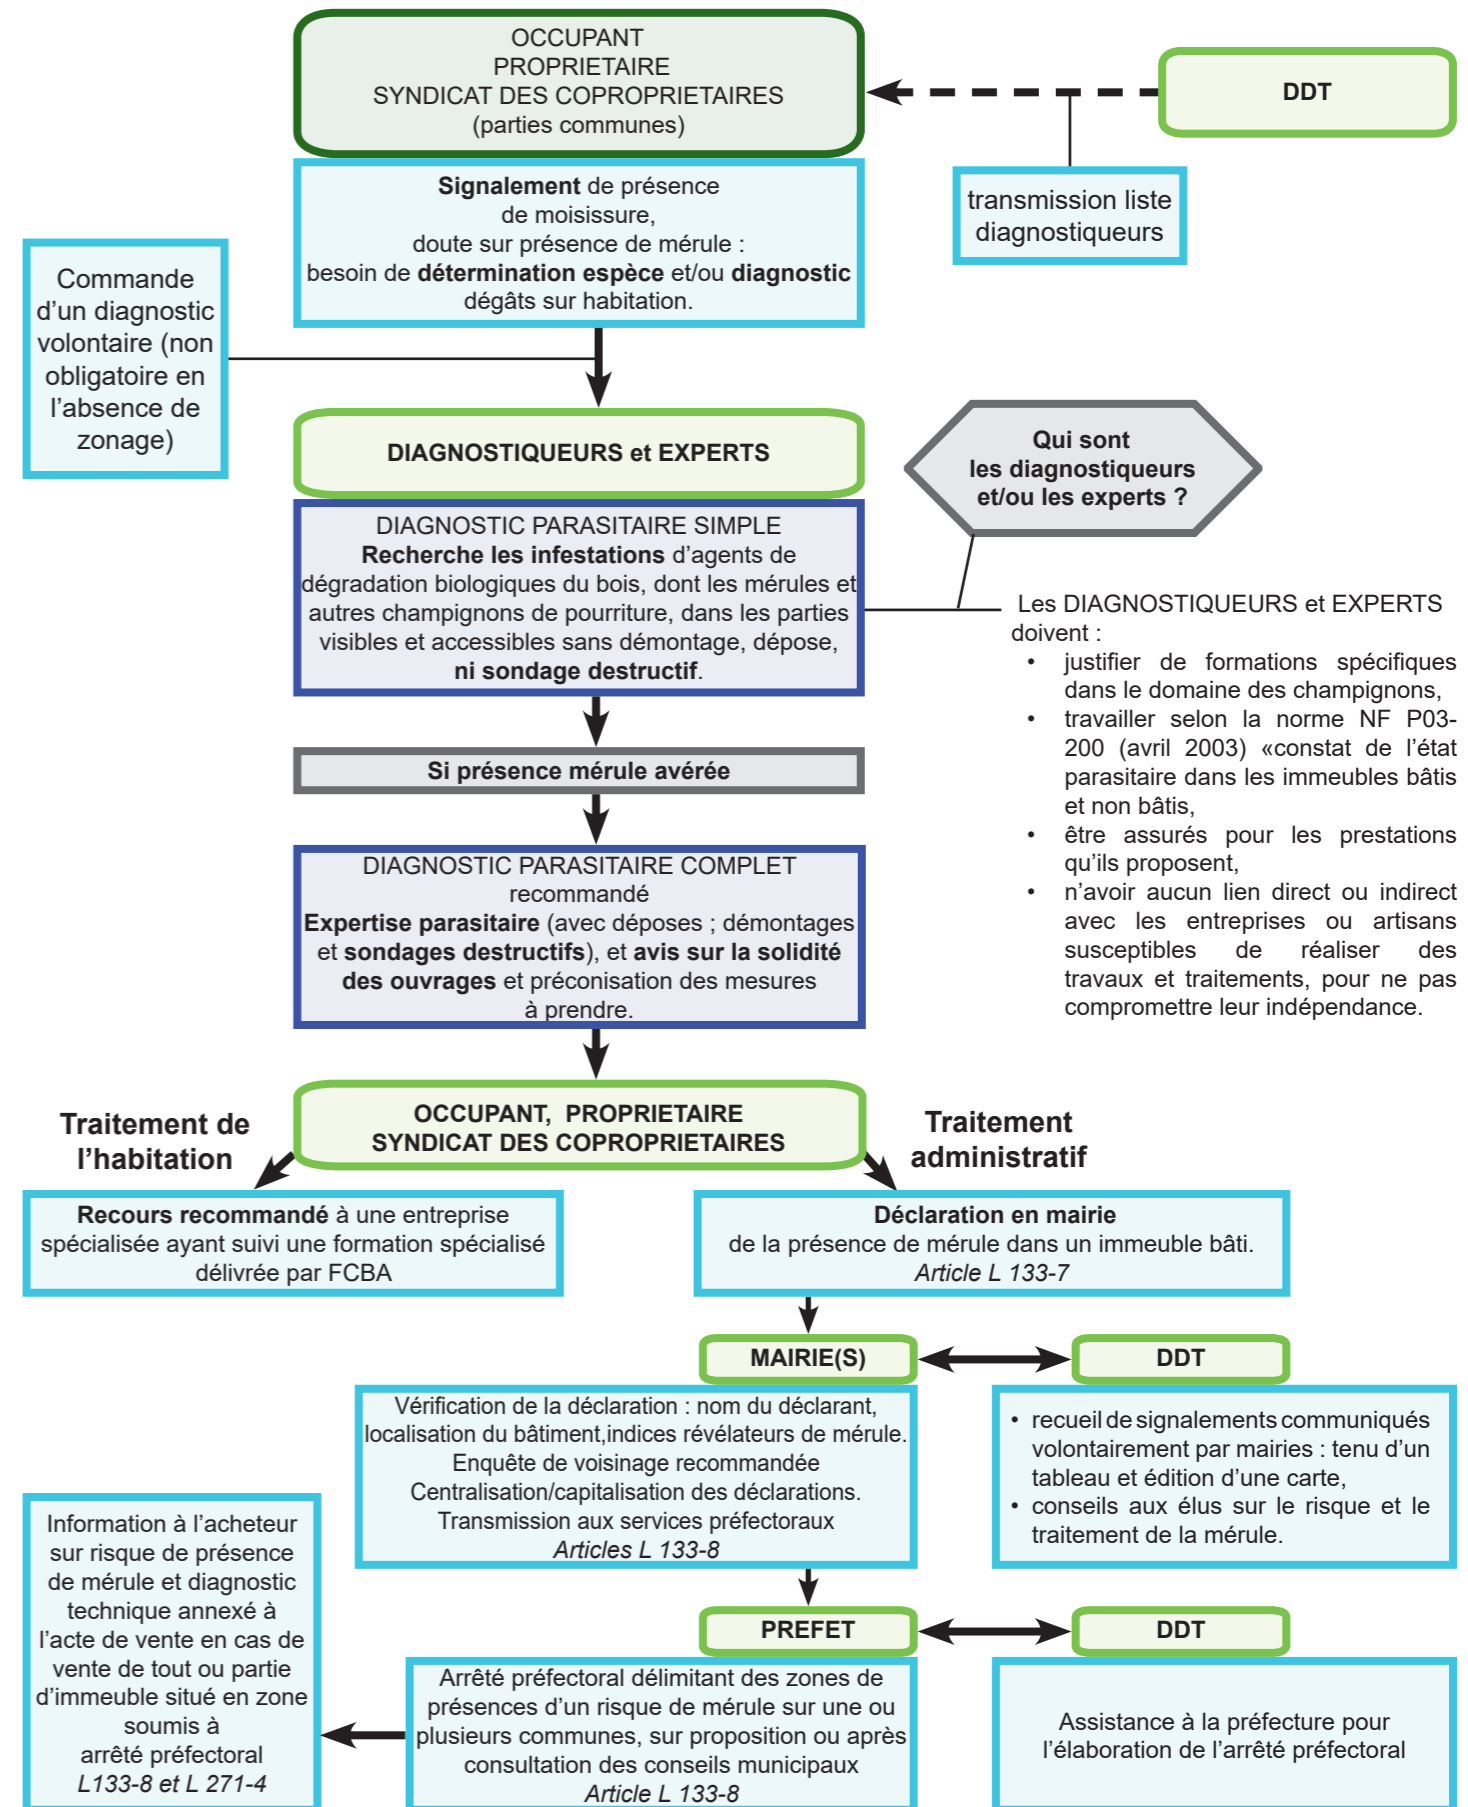 OCCUPANT
PROPRIETAIRE
SYNDICAT DES COPROPRIETAIRES
(parties communes)
DDT
Signalement de présence
de moisissure,
doute sur présence de mérule :
besoin de détermination espèce et/ou diagnostic
dégâts sur habitation.
transmission liste
diagnostiqueurs
Commande
d’un diagnostic
volontaire (non
obligatoire en
l’absence de
zonage)
DIAGNOSTIQUEURS et EXPERTS
Qui sont
les diagnostiqueurs
et/ou les experts ?
DIAGNOSTIC PARASITAIRE SIMPLE
Recherche les infestations d’agents de
dégradation biologiques du bois, dont les mérules et
autres champignons de pourriture, dans les parties
visibles et accessibles sans démontage, dépose,
ni sondage destructif.
Les DIAGNOSTIQUEURS et EXPERTS
doivent :
• justifier de formations spécifiques
dans le domaine des champignons,
• travailler selon la norme NF P03-
200 (avril 2003) «constat de l’état
parasitaire dans les immeubles bâtis
et non bâtis,
• être assurés pour les prestations
qu’ils proposent,
• n’avoir aucun lien direct ou indirect
avec les entreprises ou artisans
susceptibles de réaliser des
travaux et traitements, pour ne pas
compromettre leur indépendance.
Si présence mérule avérée
DIAGNOSTIC PARASITAIRE COMPLET
recommandé
Expertise parasitaire (avec déposes ; démontages
et sondages destructifs), et avis sur la solidité
des ouvrages et préconisation des mesures
à prendre.
OCCUPANT, PROPRIETAIRE
SYNDICAT DES COPROPRIETAIRES
Traitement de
l’habitation
Traitement
administratif
Recours recommandé à une entreprise
spécialisée ayant suivi une formation spécialisé
délivrée par FCBA
Déclaration en mairie
de la présence de mérule dans un immeuble bâti.
Article L 133-7
MAIRIE(S)
DDT
Vérification de la déclaration : nom du déclarant,
localisation du bâtiment,indices révélateurs de mérule.
Enquête de voisinage recommandée
Centralisation/capitalisation des déclarations.
Transmission aux services préfectoraux
Articles L 133-8
• recueil de signalements communiqués
volontairement par mairies : tenu d’un
tableau et édition d’une carte,
• conseils aux élus sur le risque et le
traitement de la mérule.
Information à l’acheteur
sur risque de présence
de mérule et diagnostic
technique annexé à
l’acte de vente en cas de
vente de tout ou partie
d’immeuble situé en zone
soumis à
arrêté préfectoral
L133-8 et L 271-4
PREFET
DDT
Arrêté préfectoral délimitant des zones de
présences d’un risque de mérule sur une ou
plusieurs communes, sur proposition ou après
consultation des conseils municipaux
Article L 133-8
Assistance à la préfecture pour
l’élaboration de l’arrêté préfectoral